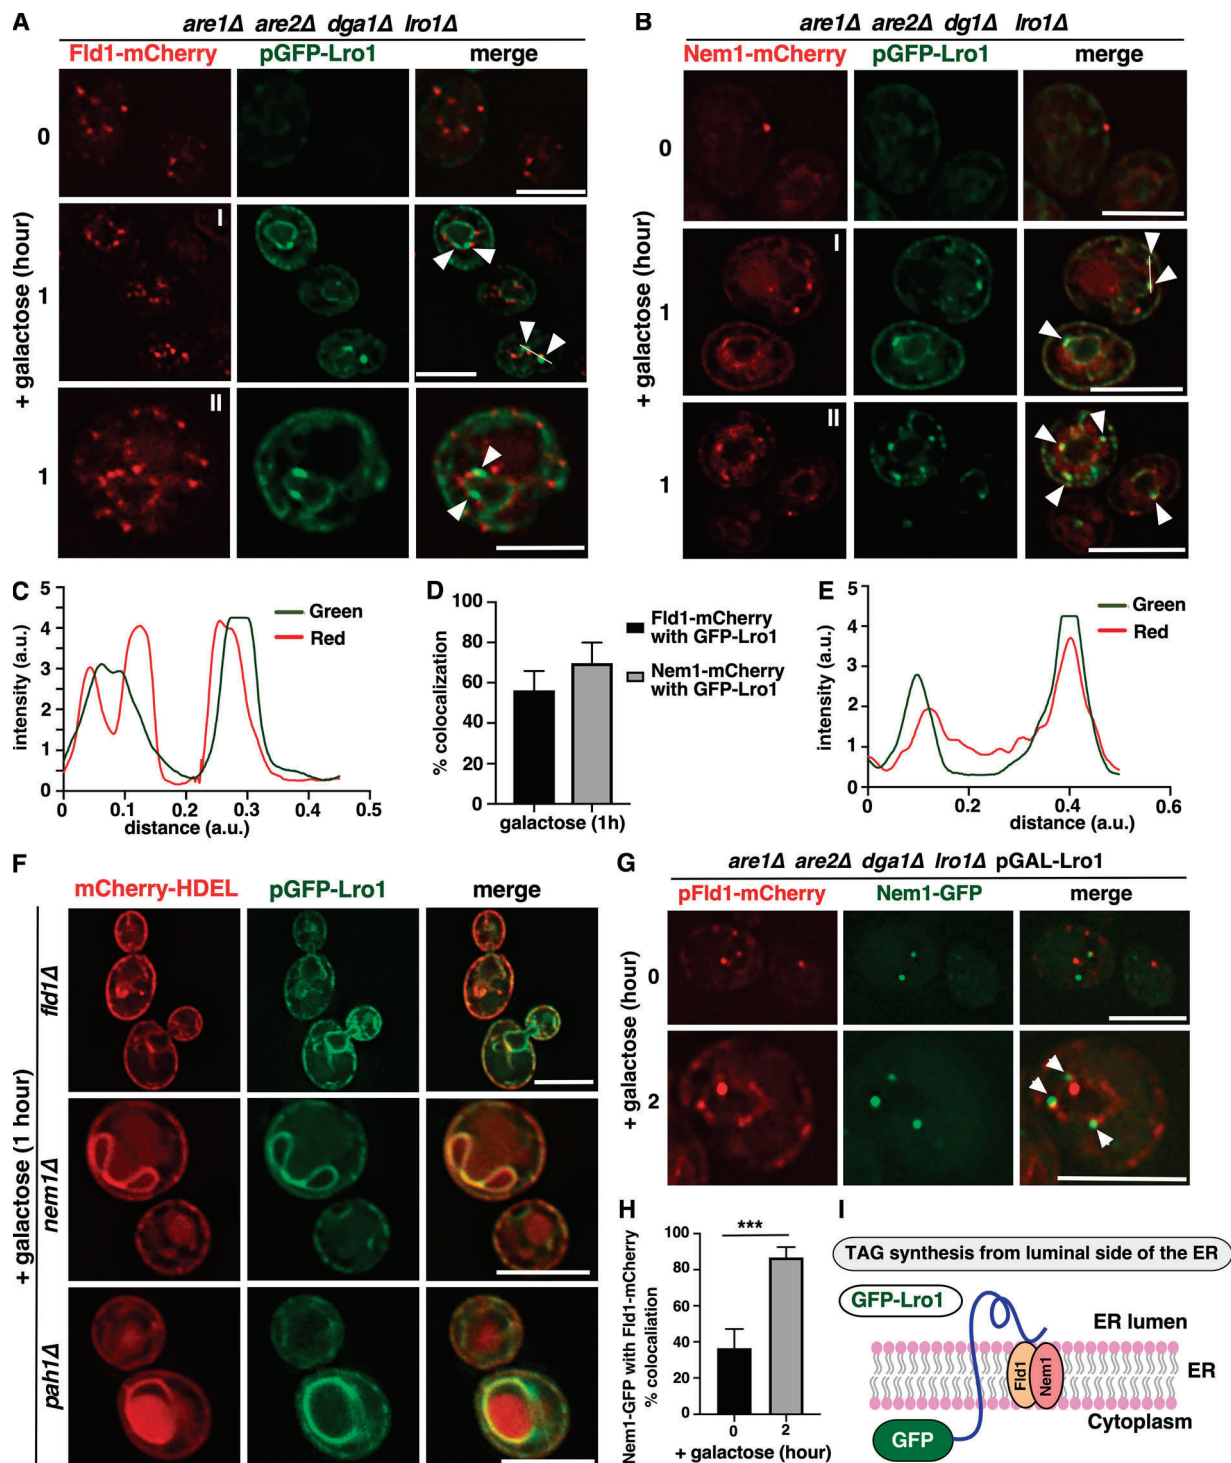 A
are1Δ are2Δ dga1Δ lro1Δ
Fld1-mCherry pGFP-Lro1 merge
+ galactose (hour)
0
I
1
II
1
B
are1Δ are2Δ dg1Δ lro1Δ
Nem1-mCherry pGFP-Lro1 merge
+ galactose (hour)
0
I
1
II
1
C
intensity (a.u.)
5
4
3
2
1
0
Green
Red
0 0.1 0.2 0.3 0.4 0.5
distance (a.u.)
D
% colocalization
100
80
60
40
20
0
galactose (1h)
Fld1-mCherry
with GFP-Lro1
Nem1-mCherry
with GFP-Lro1
E
intensity (a.u.)
5
4
3
2
1
0
Green
Red
0 0.2 0.4 0.6
distance (a.u.)
F
mCherry-HDEL pGFP-Lro1 merge
+ galactose (1 hour)
fld1Δ
nem1Δ
pah1Δ
G
are1Δ are2Δ dga1Δ lro1Δ pGAL-Lro1
pFld1-mCherry Nem1-GFP merge
+ galactose (hour)
0
2
H
Nem1-GFP with Fld1-mCherry
% colocaliation
100
80
60
40
20
0
***
0 2
+ galactose (hour)
I
TAG synthesis from luminal side of the ER
GFP-Lro1
ER lumen
Fld1
Nem1
ER
Cytoplasm
GFP